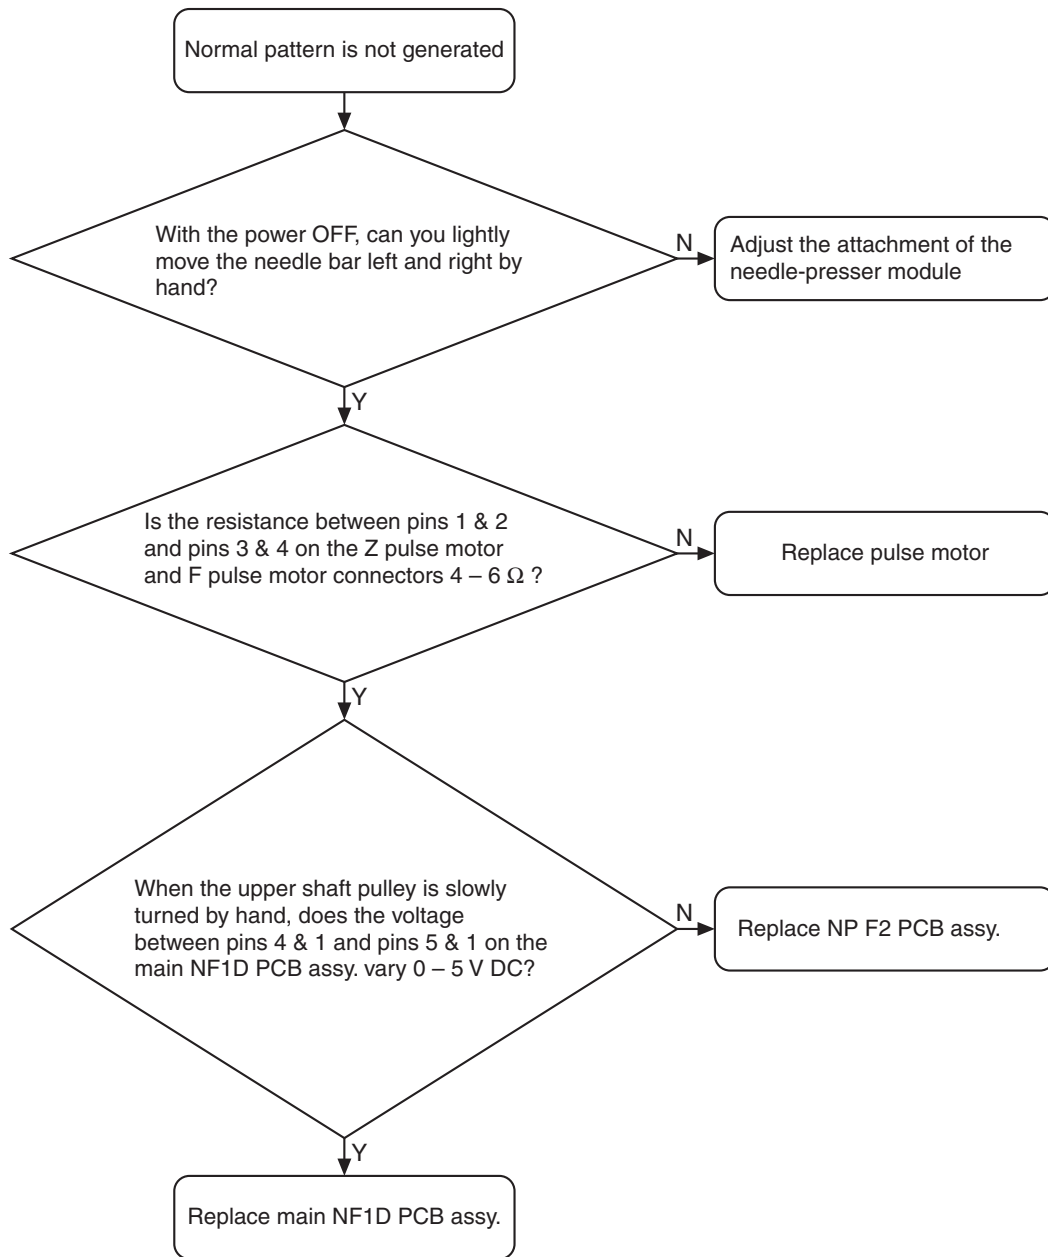 Normal pattern is not generated
With the power OFF, can you lightly
move the needle bar left and right by
hand?
N
Adjust the attachment of the
needle-presser module
Y
Is the resistance between pins 1 & 2
and pins 3 & 4 on the Z pulse motor
and F pulse motor connectors 4 – 6 Ω ?
N
Replace pulse motor
Y
When the upper shaft pulley is slowly
turned by hand, does the voltage
between pins 4 & 1 and pins 5 & 1 on the
main NF1D PCB assy. vary 0 – 5 V DC?
N
Replace NP F2 PCB assy.
Y
Replace main NF1D PCB assy.